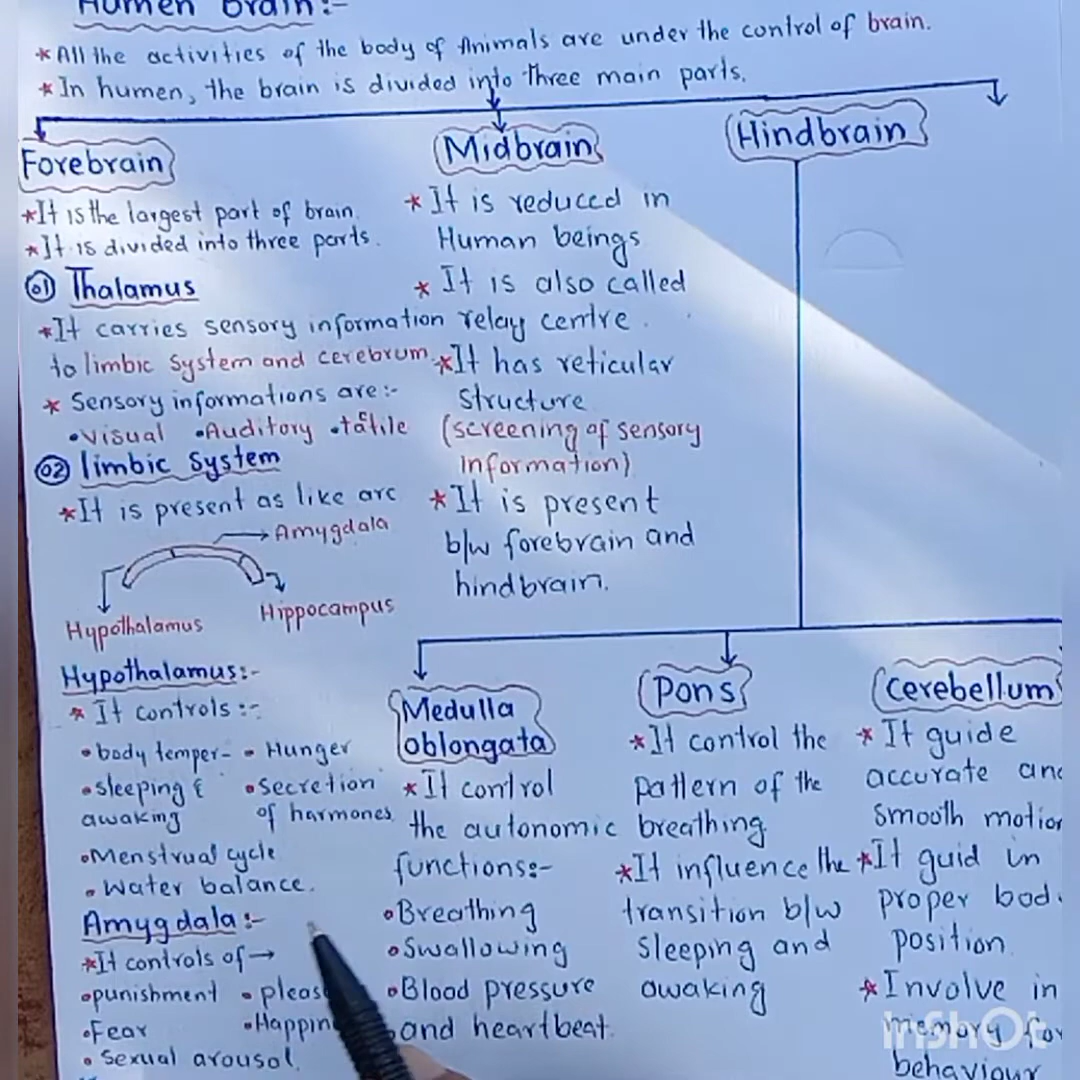 Humen Brain:-
* All the activities of the body of Animals are under the control of brain.
* In humen, the brain is divided into three main parts.
Forebrain
* It is the largest part of brain.
* It is divided into three parts.
01 Thalamus
* It carries sensory information
to limbic system and cerebrum.
* Sensory informations are:-
• Visual • Auditory • tactile
02 limbic system
* It is present as like arc
Amygdala
Hypothalamus
Hippocampus
Hypothalamus:-
* It controls:-
• body temper- • Hunger
• sleeping & • secretion
awaking of harmones
• Menstrual cycle
• Water balance.
Amygdala:-
* It controls of →
• punishment
• Fear
• Sexual arousol.
Midbrain
* It is reduced in
Human beings
* It is also called
relay centre.
* It has reticular
structure
(screening of sensory
information)
* It is present
b/w forebrain and
hindbrain.
Hindbrain
Medulla
oblongata
* It control
the autonomic
functions:-
• Breathing
• Swallowing
• Blood pressure
and heartbeat.
Pons
* It control the
pattern of the
breathing.
* It influence the
transition b/w
sleeping and
awaking
Cerebellum
* It guide
accurate and
smooth motion
* It guid in
proper
position.
* Involve in
memory for
behaviour
InShOt